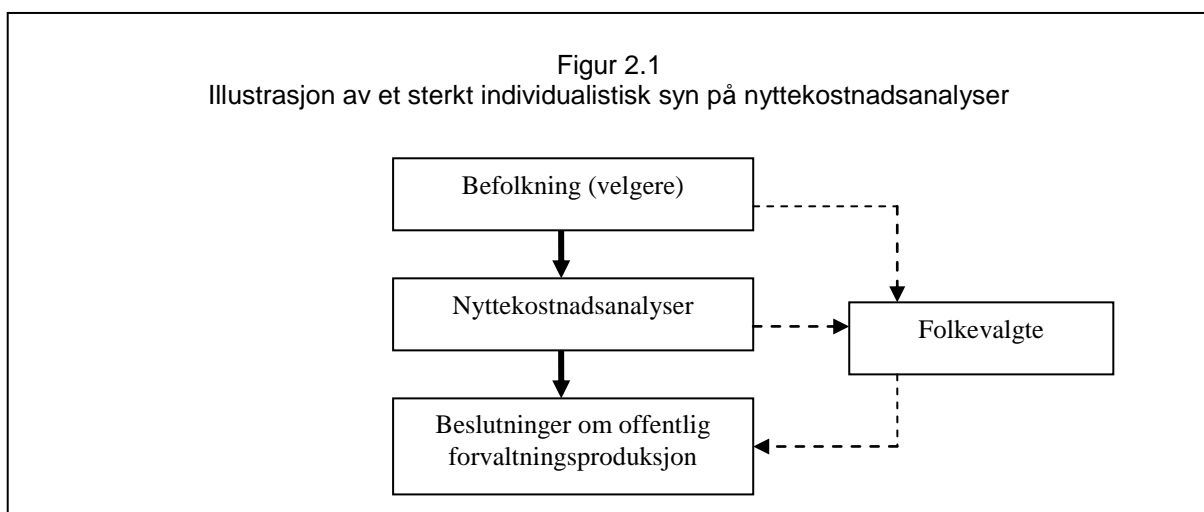 Figur 2.1
Illustrasjon av et sterkt individualistisk syn på nyttekostnadsanalyser
Befolkning (velgere)
Nyttekostnadsanalyser
Folkevalgte
Beslutninger om offentlig
forvaltningsproduksjon